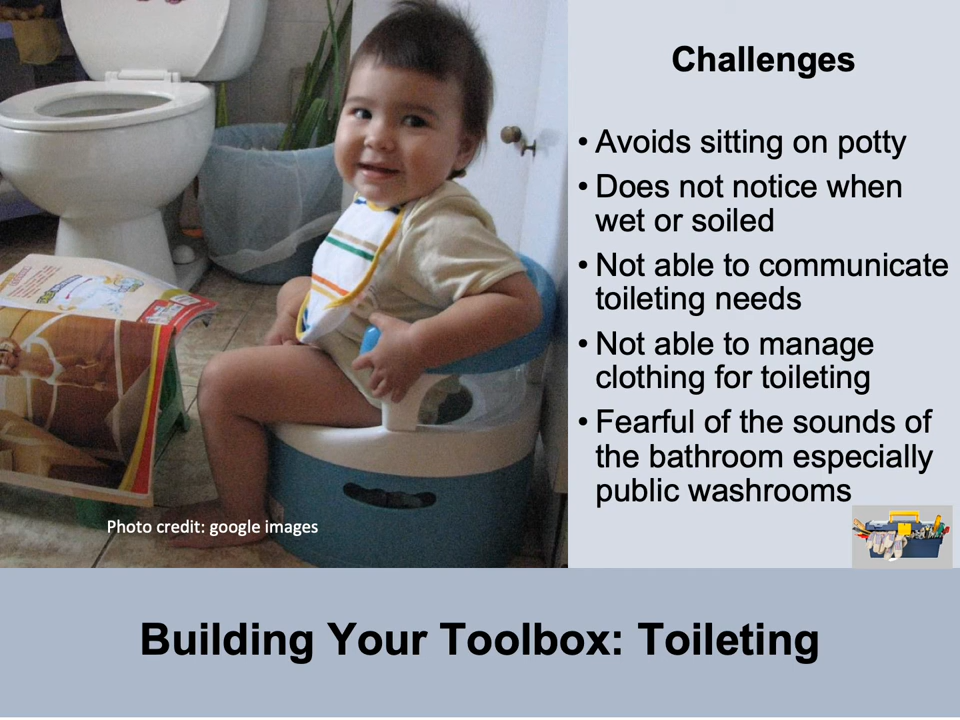 Challenges
• Avoids sitting on potty
• Does not notice when
wet or soiled
• Not able to communicate
toileting needs
• Not able to manage
clothing for toileting
• Fearful of the sounds of
the bathroom especially
public washrooms
Photo credit: google images
Building Your Toolbox: Toileting